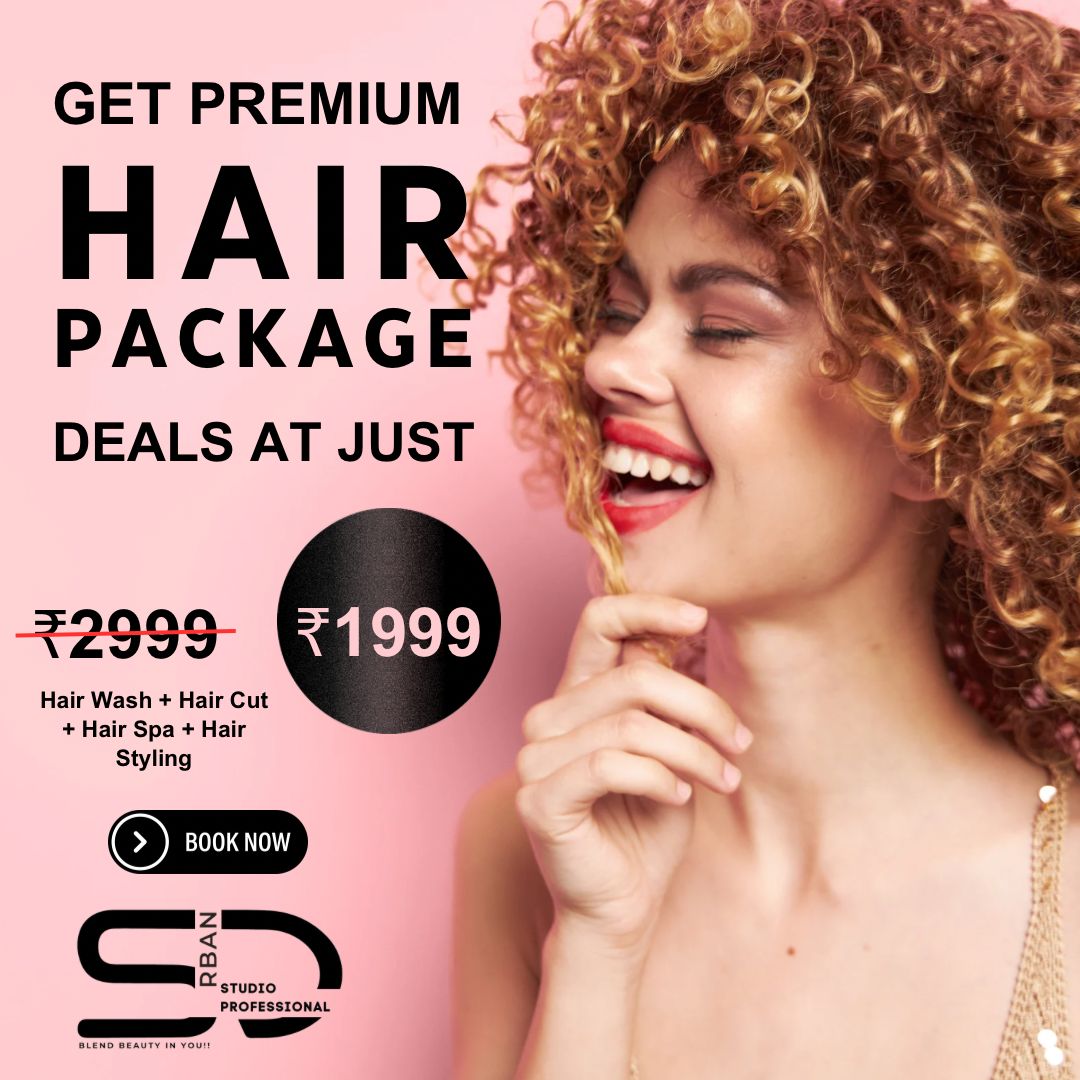 GET PREMIUM
HAIR
PACKAGE
DEALS AT JUST
₹2999
₹1999
Hair Wash + Hair Cut
+ Hair Spa + Hair
Styling
BOOK NOW
RBAN
STUDIO
PROFESSIONAL
BLEND BEAUTY IN YOU!!